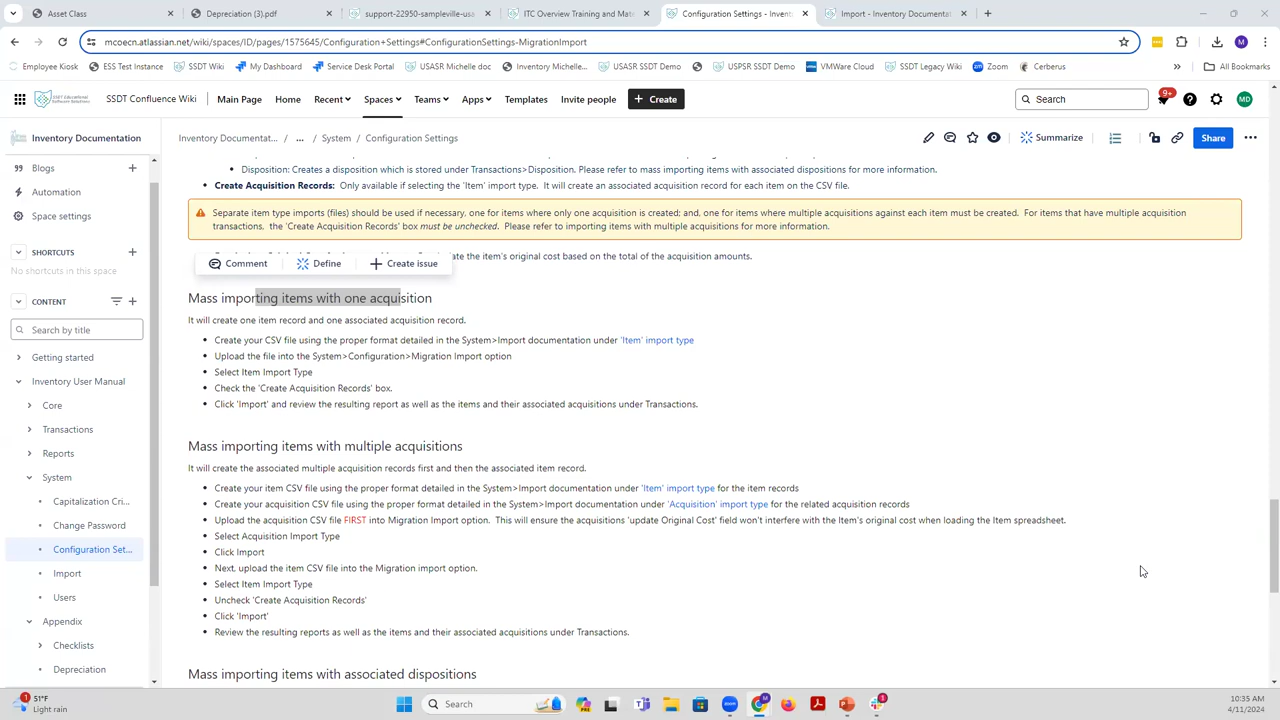 Asset Class
Depreciation (3).pdf
support-22950-sampleville-usa
ITC Overview Training and Mate
Configuration Settings - Invent
Import - Inventory Documentat
moecn.atlassian.net/wiki/spaces/ID/pages/1575645/Configuration+Settings#ConfigurationSettings-MigrationImport
Employee Kiosk
ESS Test Instance
SSDT Wiki
My Dashboard
Service Desk Portal
USASR Michelle doc
Inventory Michelle...
USASR SSDT Demo
USPSR SSDT Demo
VMWare Cloud
SSDT Legacy Wiki
Zoom
Cerberus
»
All Bookmarks
SSDT Confluence Wiki
Main Page
Home
Recent
Spaces
Teams
Apps
Templates
Invite people
+ Create
Search
9+
MD
Inventory Documentation
Inventory Documentat... / ... / System / Configuration Settings
Summarize
Share
Blogs
Automation
Space settings
SHORTCUTS
No shortcuts in this space
CONTENT
Search by title
Getting started
Inventory User Manual
Core
Transactions
Reports
System
Capitalization Cri...
Change Password
Configuration Set...
Import
Users
Appendix
Checklists
Depreciation
Disposition: Creates a disposition which is stored under Transactions>Disposition. Please refer to mass importing items with associated dispositions for more information.
Create Acquisition Records: Only available if selecting the 'Item' import type. It will create an associated acquisition record for each item on the CSV file.
Separate item type imports (files) should be used if necessary, one for items where only one acquisition is created; and, one for items where multiple acquisitions against each item must be created. For items that have multiple acquisition
transactions, the 'Create Acquisition Records' box must be unchecked. Please refer to importing items with multiple acquisitions for more information.
the item's original cost based on the total of the acquisition amounts.
Comment
Define
Create issue
Mass importing items with one acquisition
It will create one item record and one associated acquisition record.
Create your CSV file using the proper format detailed in the System>Import documentation under 'Item' import type
Upload the file into the System>Configuration>Migration Import option
Select Item Import Type
Check the 'Create Acquisition Records' box.
Click 'Import' and review the resulting report as well as the items and their associated acquisitions under Transactions.
Mass importing items with multiple acquisitions
It will create the associated multiple acquisition records first and then the associated item record.
Create your item CSV file using the proper format detailed in the System>Import documentation under 'Item' import type for the item records
Create your acquisition CSV file using the proper format detailed in the System>Import documentation under 'Acquisition' import type for the related acquisition records
Upload the acquisition CSV file FIRST into Migration Import option. This will ensure the acquisitions 'update Original Cost' field won't interfere with the Item's original cost when loading the Item spreadsheet.
Select Acquisition Import Type
Click Import
Next, upload the item CSV file into the Migration import option.
Select Item Import Type
Uncheck 'Create Acquisition Records'
Click 'Import'
Review the resulting reports as well as the items and their associated acquisitions under Transactions.
Mass importing items with associated dispositions
51°F
Light rain
Search
10:35 AM
4/11/2024